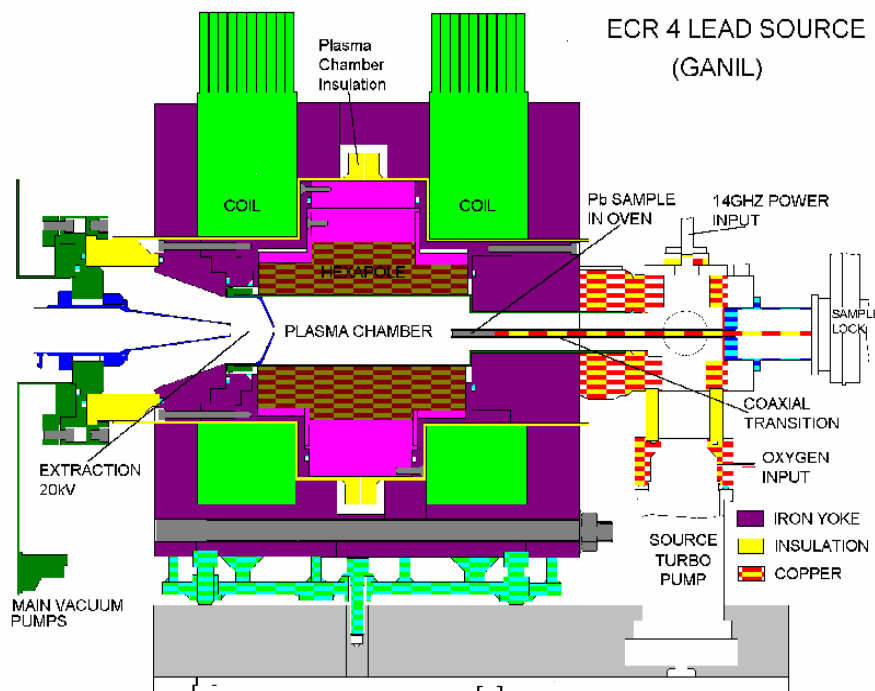 ECR 4 LEAD SOURCE
(GANIL)
Plasma
Chamber
Insulation
COIL
COIL
Pb SAMPLE
IN OVEN
14GHZ POWER
INPUT
HEXAPOLE
PLASMA CHAMBER
SAMPLE
LOCK
COAXIAL
TRANSITION
EXTRACTION
20kV
OXYGEN
INPUT
IRON YOKE
INSULATION
COPPER
SOURCE
TURBO
PUMP
MAIN VACUUM
PUMPS